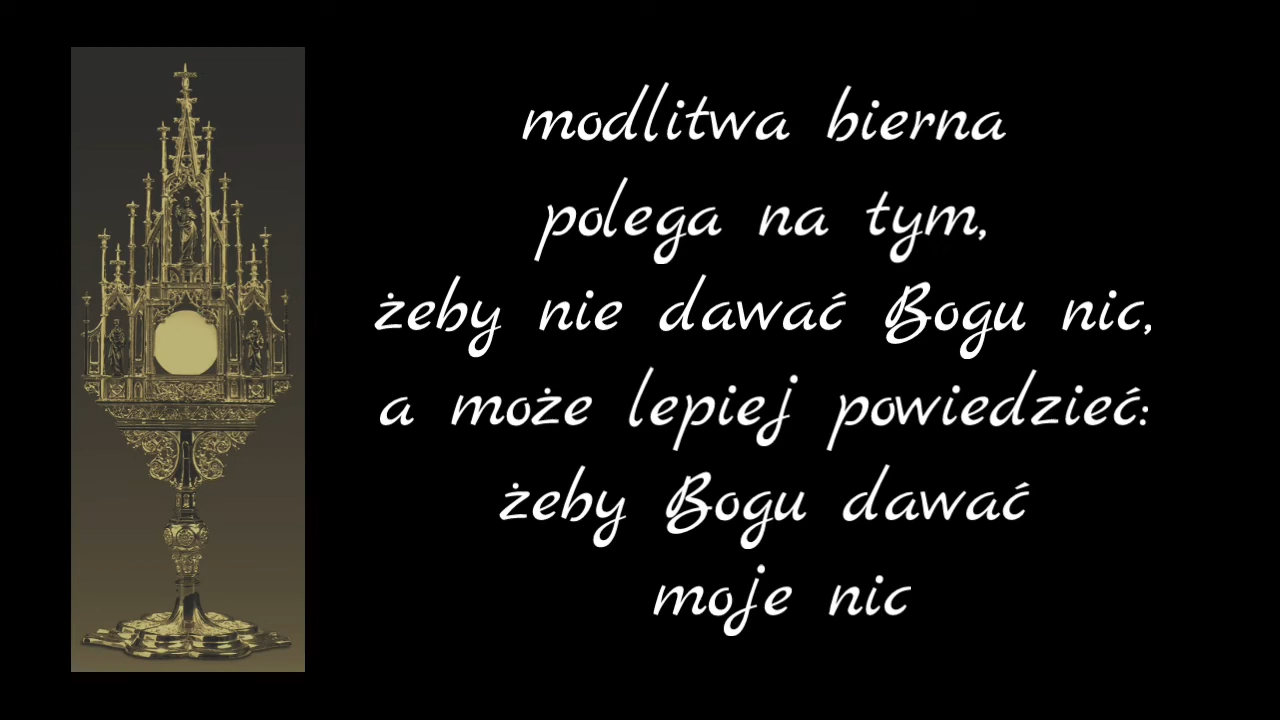 modlitwa bierna
polega na tym,
żeby nie dawać Bogu nic,
a może lepiej powiedzieć:
żeby Bogu dawać
moje nic